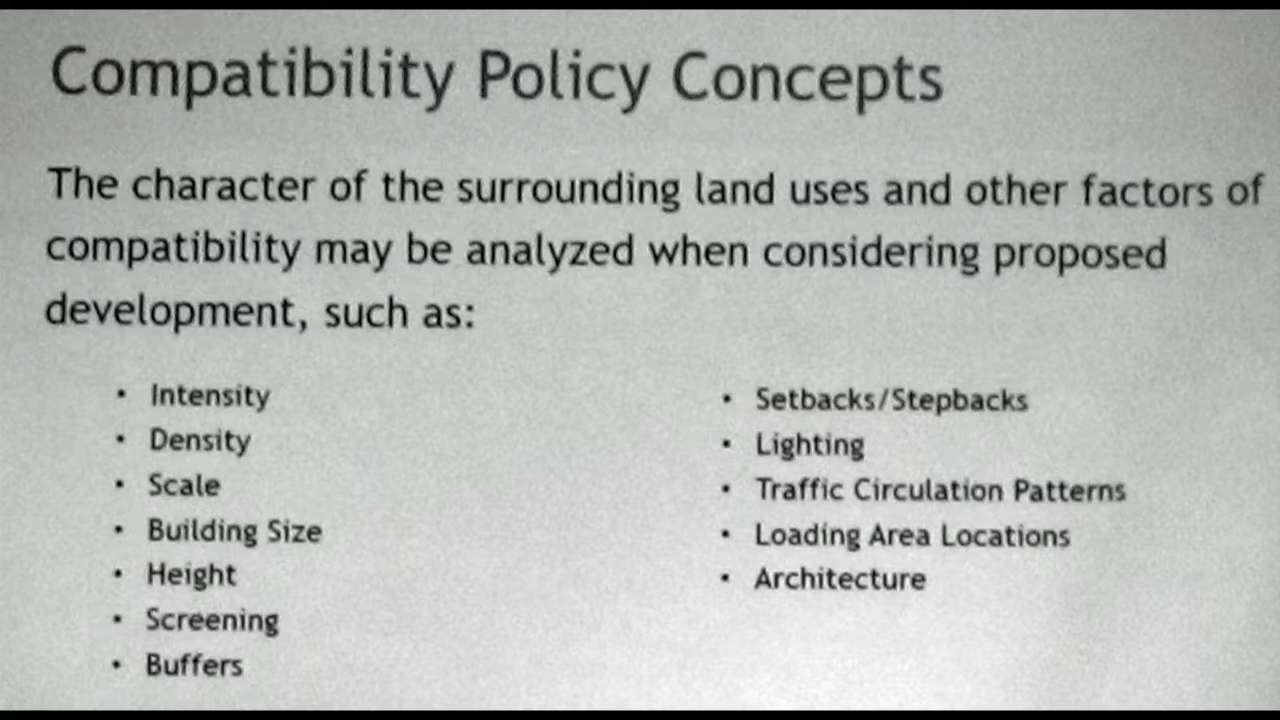 Compatibility Policy Concepts
The character of the surrounding land uses and other factors of
compatibility may be analyzed when considering proposed
development, such as:
• Intensity
• Density
• Scale
• Building Size
• Height
• Screening
• Buffers
• Setbacks/Stepbacks
• Lighting
• Traffic Circulation Patterns
• Loading Area Locations
• Architecture